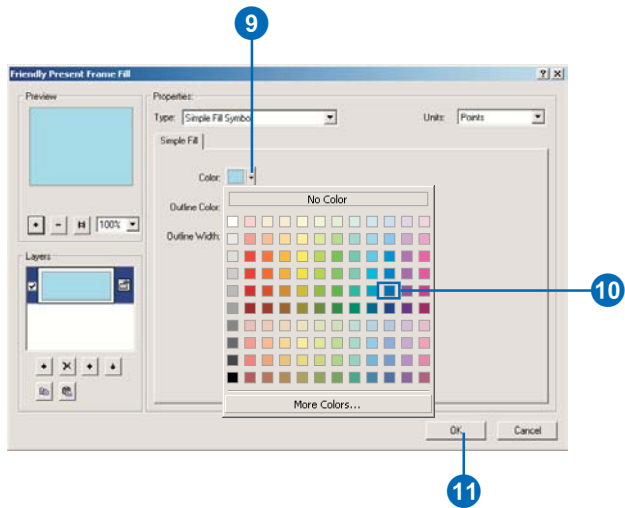 9
Friendly Present Frame Fill
Preview
100%
Layers
Properties:
Type: Simple Fill Symbol
Units: Points
Simple Fill
Color:
Outline Color:
Outline Width:
No Color
More Colors...
10
OK
Cancel
11